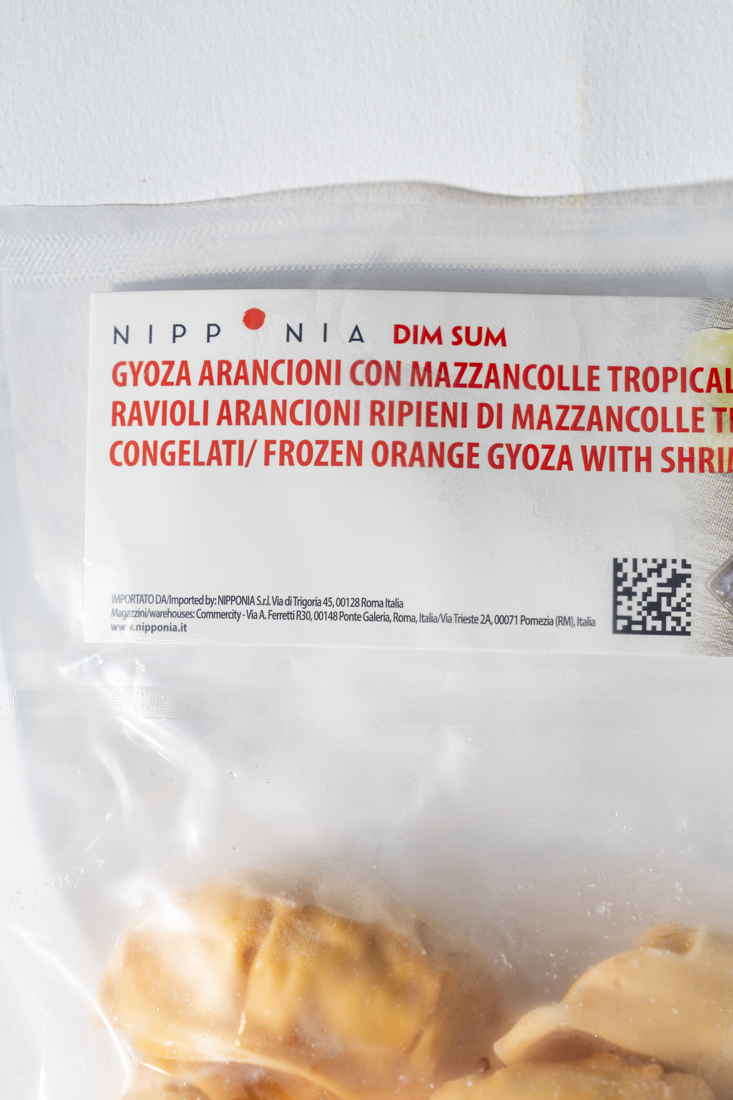 NIPPONIA DIM SUM
GYOZA ARANCIONI CON MAZZANCOLLE TROPICAL
RAVIOLI ARANCIONI RIPIENI DI MAZZANCOLLE
CONGELATI/ FROZEN ORANGE GYOZA WITH SHRI
IMPORTATO DA/Imported by: NIPPONIA S.r.l. Via di Trigoria 45, 00128 Roma Italia
Magazzini/warehouses: Commercity - Via A. Ferretti R30, 00148 Ponte Galeria, Roma, Italia/Via Trieste 2A, 00071 Pomezia (RM), Italia
www.nipponia.it